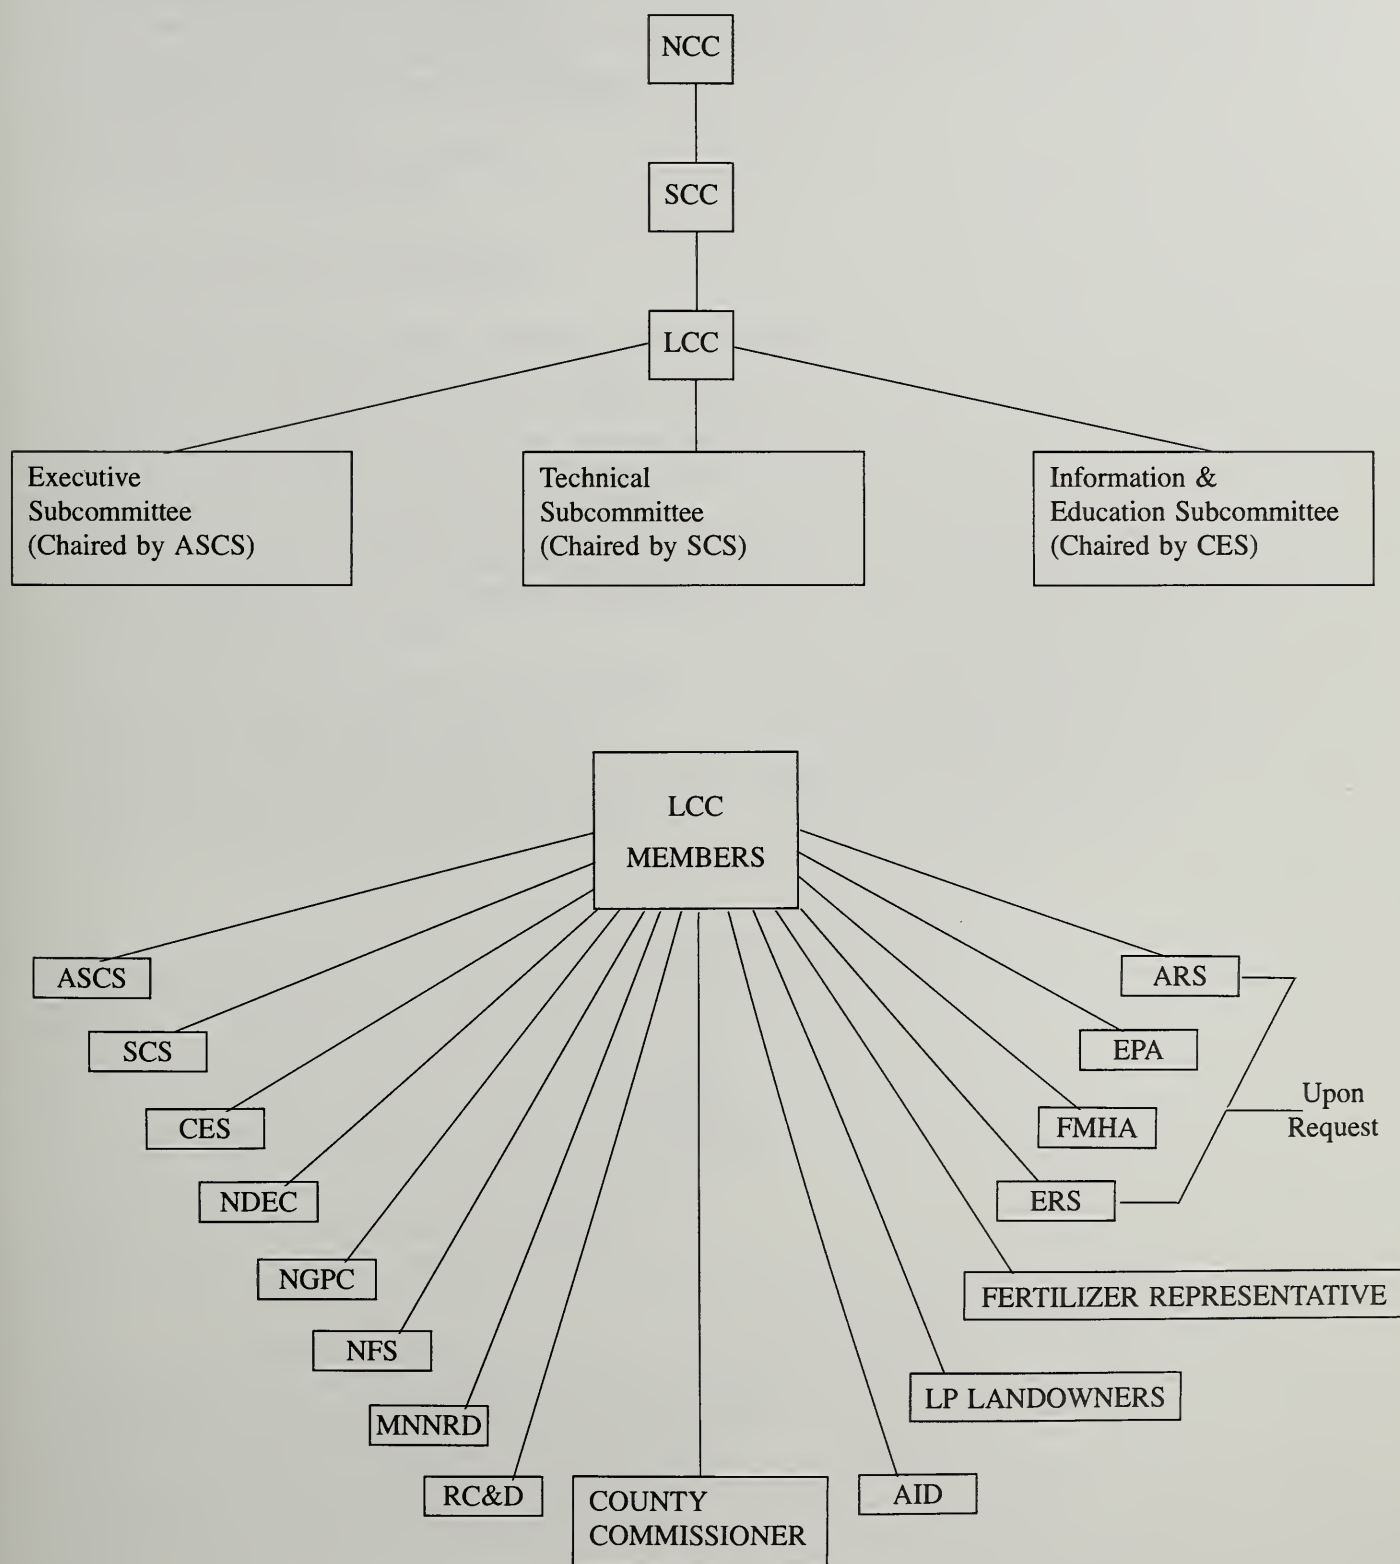 NCC
SCC
LCC
Executive
Subcommittee
(Chaired by ASCS)
Technical
Subcommittee
(Chaired by SCS)
Information &
Education Subcommittee
(Chaired by CES)
LCC
MEMBERS
ASCS
SCS
CES
NDEC
NGPC
NFS
MNNRD
RC&D
COUNTY
COMMISSIONER
AID
LP LANDOWNERS
FERTILIZER REPRESENTATIVE
ERS
FMHA
EPA
ARS
Upon
Request